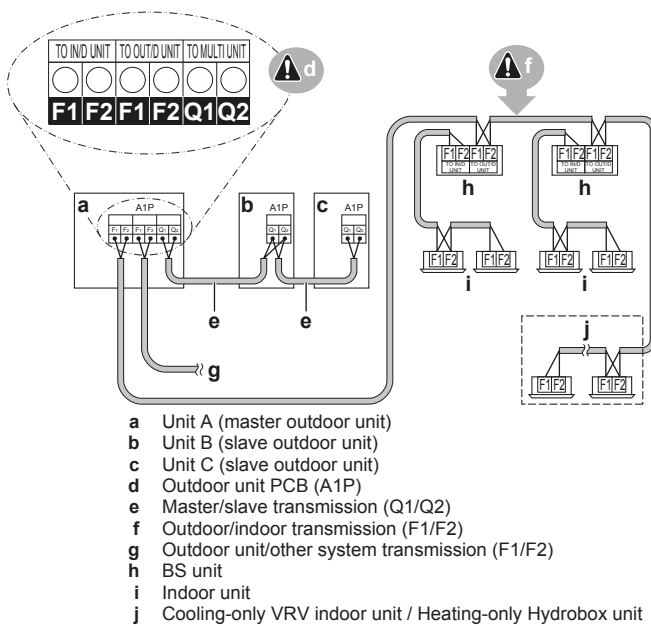 TO IN/D UNIT TO OUT/D UNIT TO MULTI UNIT
F1 F2 F1 F2 Q1 Q2
d
f
F1 F2 F1 F2
TO IN/D UNIT TO OUT/D UNIT
h
F1 F2 F1 F2
TO IN/D UNIT TO OUT/D UNIT
h
a A1P
F1 F2 F1 F2 Q1 Q2
b A1P
Q1 Q2
c A1P
Q1 Q2
F1 F2 F1 F2
i
F1 F2 F1 F2
i
e
e
g
j
F1 F2 F1 F2
a Unit A (master outdoor unit)
b Unit B (slave outdoor unit)
c Unit C (slave outdoor unit)
d Outdoor unit PCB (A1P)
e Master/slave transmission (Q1/Q2)
f Outdoor/indoor transmission (F1/F2)
g Outdoor unit/other system transmission (F1/F2)
h BS unit
i Indoor unit
j Cooling-only VRV indoor unit / Heating-only Hydrobox unit